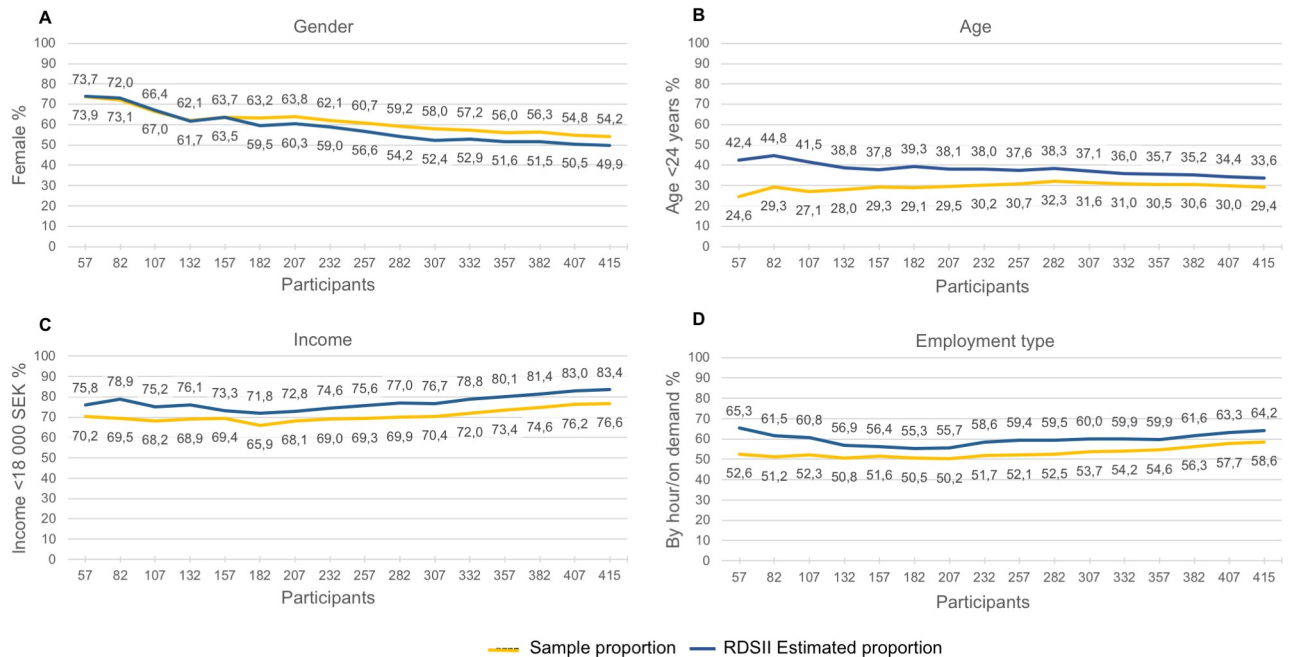 A
Gender
Female %
100
90
80
70
60
50
40
30
20
10
0
73,7 72,0 66,4 62,1 63,7 63,2 63,8 62,1 60,7 59,2 58,0 57,2 56,0 56,3 54,8 54,2
73,9 73,1 67,0 61,7 63,5 59,5 60,3 59,0 56,6 54,2 52,4 52,9 51,6 51,5 50,5 49,9
57 82 107 132 157 182 207 232 257 282 307 332 357 382 407 415
Participants
B
Age
Age <24 years %
100
90
80
70
60
50
40
30
20
10
0
42,4 44,8 41,5 38,8 37,8 39,3 38,1 38,0 37,6 38,3 37,1 36,0 35,7 35,2 34,4 33,6
24,6 29,3 27,1 28,0 29,3 29,1 29,5 30,2 30,7 32,3 31,6 31,0 30,5 30,6 30,0 29,4
57 82 107 132 157 182 207 232 257 282 307 332 357 382 407 415
Participants
C
Income
Income <18 000 SEK %
100
90
80
70
60
50
40
30
20
10
0
75,8 78,9 75,2 76,1 73,3 71,8 72,8 74,6 75,6 77,0 76,7 78,8 80,1 81,4 83,0 83,4
70,2 69,5 68,2 68,9 69,4 65,9 68,1 69,0 69,3 69,9 70,4 72,0 73,4 74,6 76,2 76,6
57 82 107 132 157 182 207 232 257 282 307 332 357 382 407 415
Participants
D
Employment type
By hour/on demand %
100
90
80
70
60
50
40
30
20
10
0
65,3 61,5 60,8 56,9 56,4 55,3 55,7 58,6 59,4 59,5 60,0 59,9 59,9 61,6 63,3 64,2
52,6 51,2 52,3 50,8 51,6 50,5 50,2 51,7 52,1 52,5 53,7 54,2 54,6 56,3 57,7 58,6
57 82 107 132 157 182 207 232 257 282 307 332 357 382 407 415
Participants
Sample proportion RDSII Estimated proportion